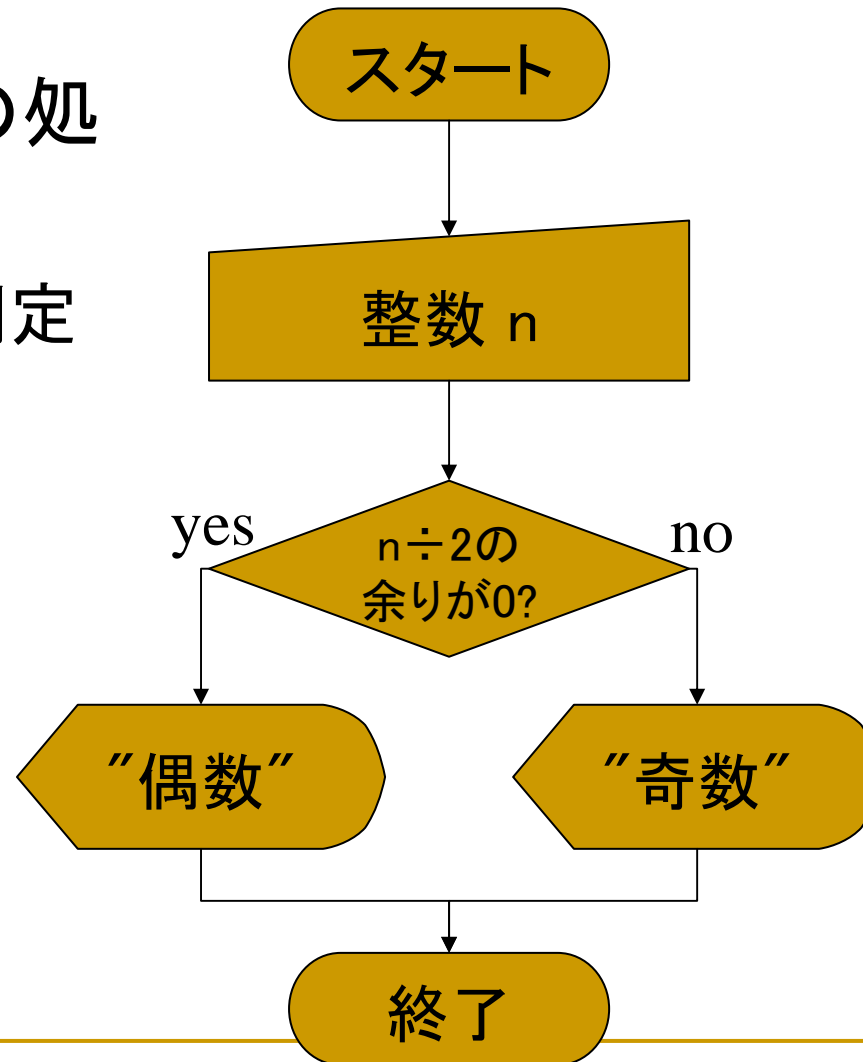 スタート
の処
定
整数 n
yes
n÷2の
余りが0?
no
"偶数"
"奇数"
終了